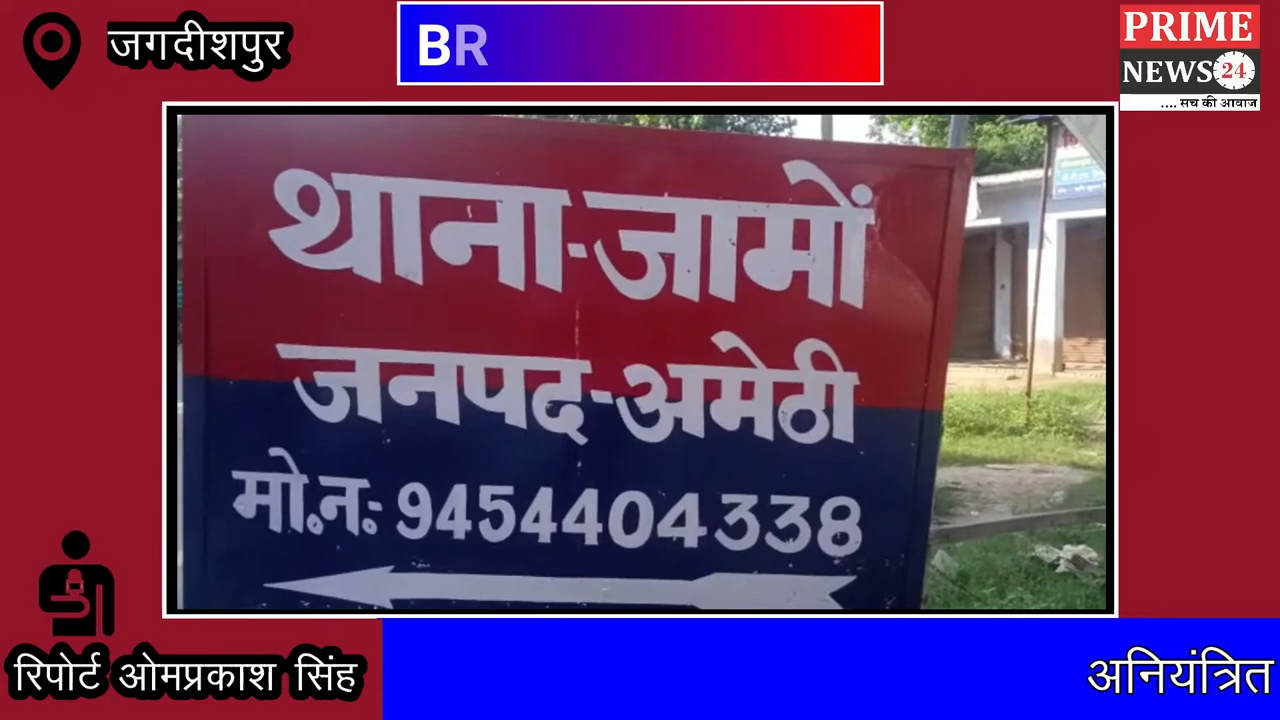 जगदीशपुर
BR
PRIME
NEWS 24
.... सच की आवाज
थाना-जामों
जनपद-अमेठी
मो.न.: 9454404338
रिपोर्ट ओमप्रकाश सिंह
अनियंत्रित